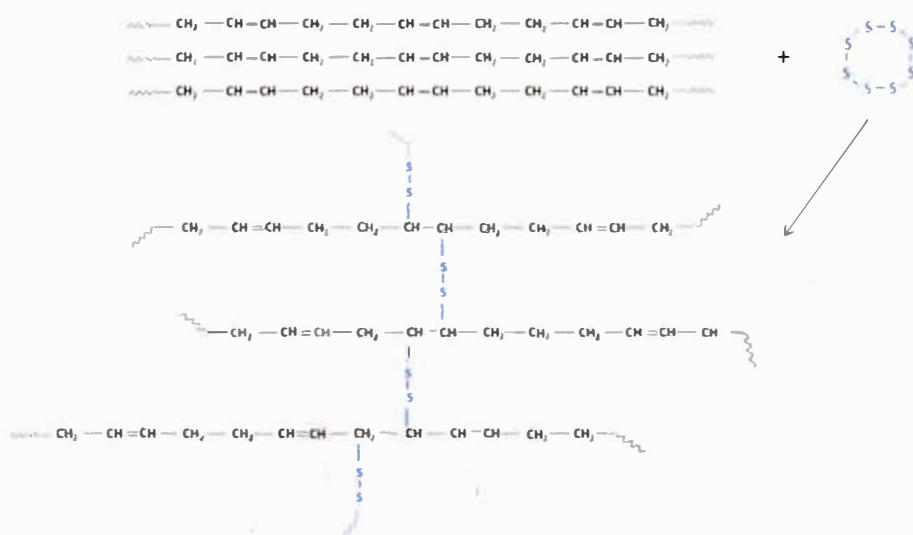 CH₂ — CH = CH — CH₂ — CH₂ — CH = CH — CH₂ — CH₂ — CH = CH — CH₂ + S – S
CH₂ — CH = CH — CH₂ — CH₂ — CH = CH — CH₂ — CH₂ — CH = CH — CH₂ S S
CH₂ — CH = CH — CH₂ — CH₂ — CH = CH — CH₂ — CH₂ — CH = CH — CH₂ S S
S – S
S
S
CH₂ — CH = CH — CH₂ — CH₂ — CH — CH — CH₂ — CH₂ — CH = CH — CH₂
S
S
CH₂ — CH = CH — CH₂ — CH — CH — CH₂ — CH₂ — CH₂ — CH = CH — CH
S
S
CH₂ — CH = CH — CH₂ — CH₂ — CH = CH — CH₂ — CH — CH — CH — CH₂ — CH₂
S
S